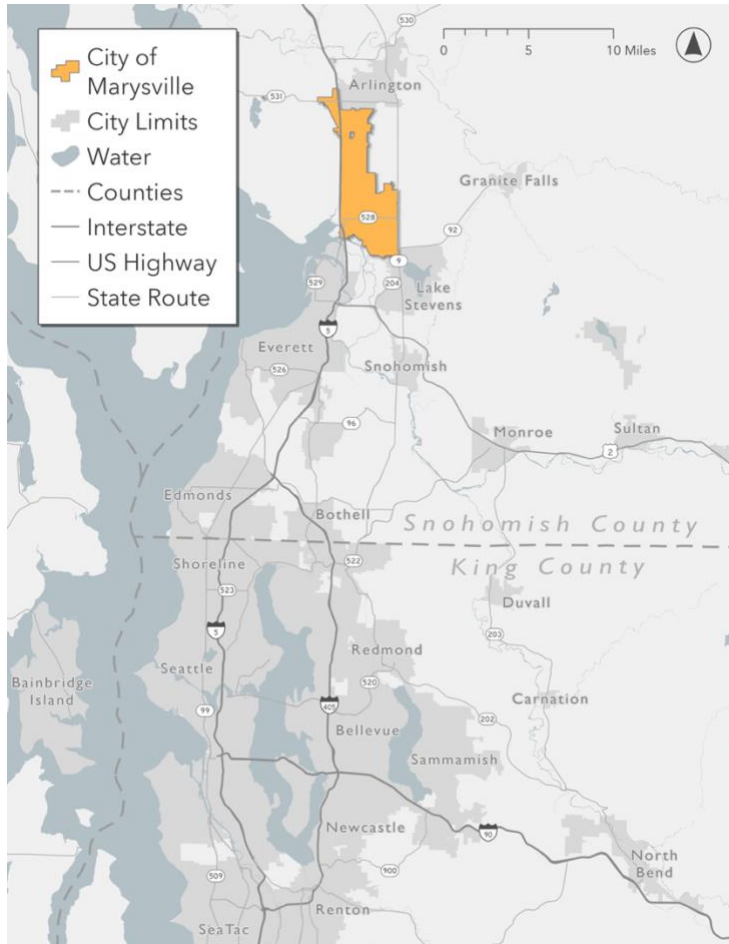 530
0 5 10 Miles
City of
Marysville
City Limits
Water
Counties
Interstate
US Highway
State Route
Arlington
531
Granite Falls
528
92
9
529
204
Lake
Stevens
5
Everett
526
Snohomish
96
Monroe
Sultan
2
Edmonds
Bothell
Snohomish County
King County
Shoreline
522
523
Duvall
5
203
Redmond
Seattle
Bainbridge
Island
520
99
405
202
Carnation
Bellevue
Sammamish
Newcastle
90
900
North
Bend
509
Renton
SeaTac